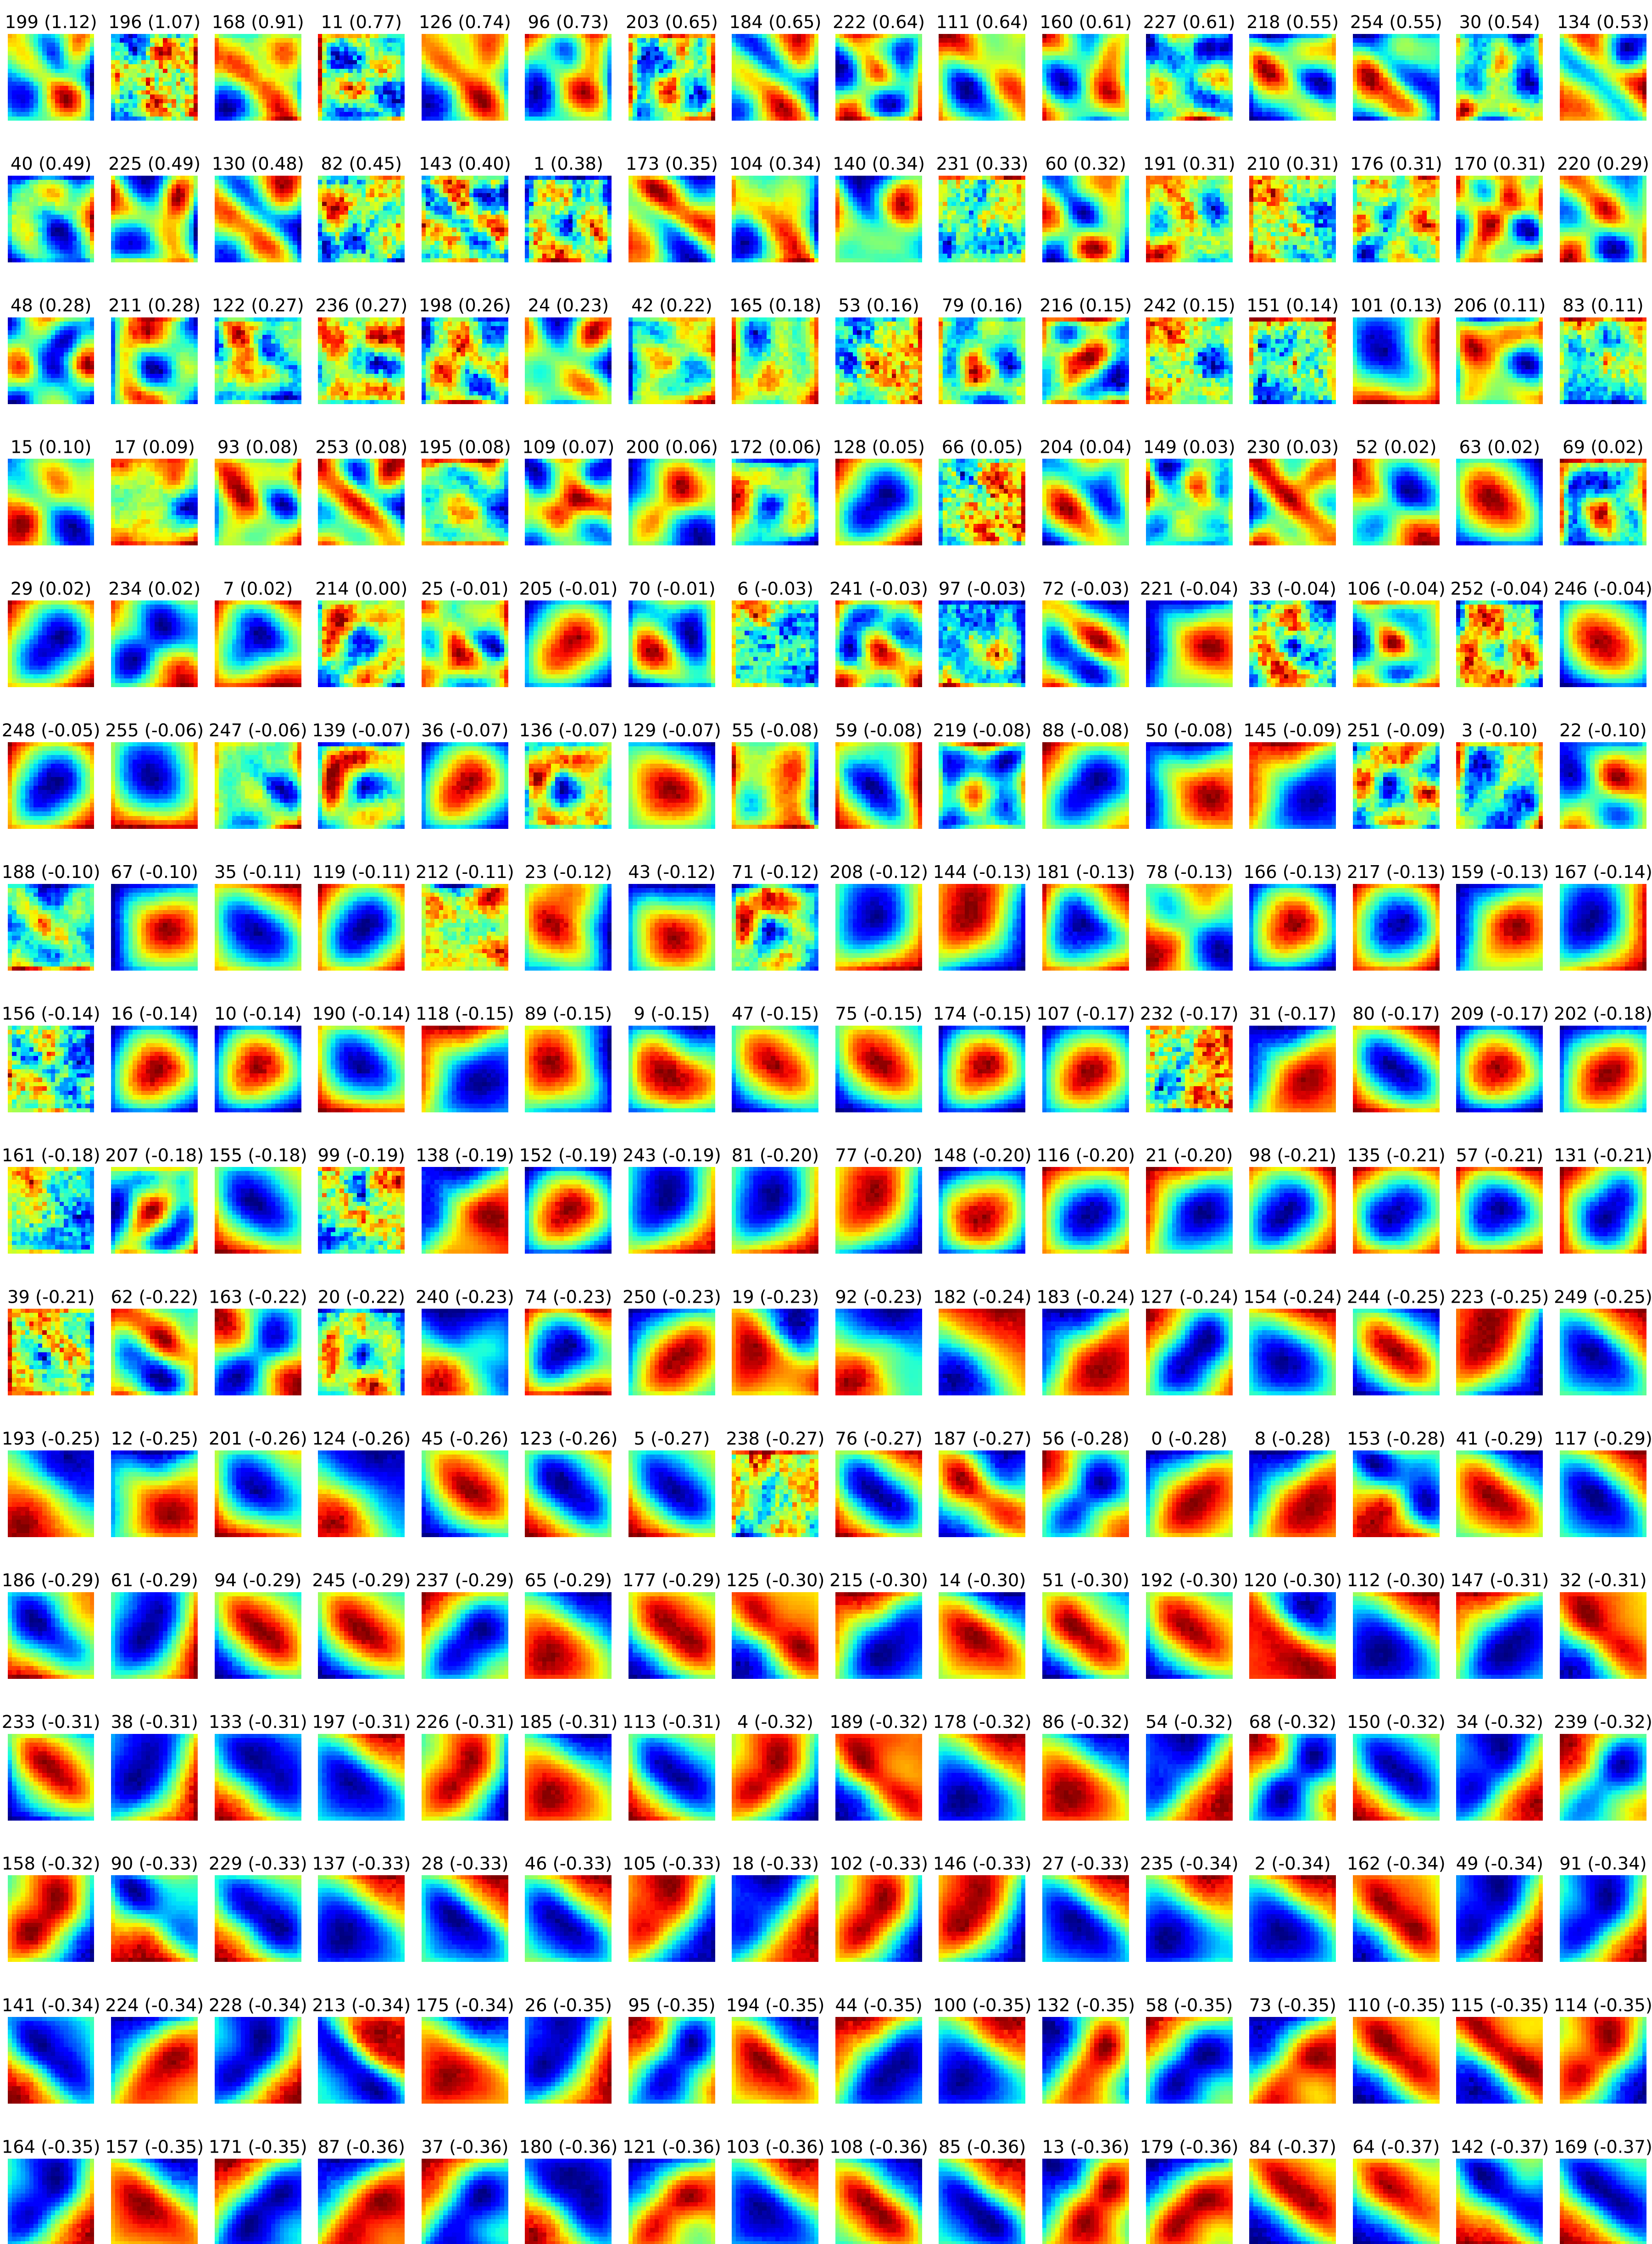 199 (1.12) 196 (1.07) 168 (0.91) 11 (0.77) 126 (0.74) 96 (0.73) 203 (0.65) 184 (0.65) 222 (0.64) 111 (0.64) 160 (0.61) 227 (0.61) 218 (0.55) 254 (0.55) 30 (0.54) 134 (0.53)
40 (0.49) 225 (0.49) 130 (0.48) 82 (0.45) 143 (0.40) 1 (0.38) 173 (0.35) 104 (0.34) 140 (0.34) 231 (0.33) 60 (0.32) 191 (0.31) 210 (0.31) 176 (0.31) 170 (0.31) 220 (0.29)
48 (0.28) 211 (0.28) 122 (0.27) 236 (0.27) 198 (0.26) 24 (0.23) 42 (0.22) 165 (0.18) 53 (0.16) 79 (0.16) 216 (0.15) 242 (0.15) 151 (0.14) 101 (0.13) 206 (0.11) 83 (0.11)
15 (0.10) 17 (0.09) 93 (0.08) 253 (0.08) 195 (0.08) 109 (0.07) 200 (0.06) 172 (0.06) 128 (0.05) 66 (0.05) 204 (0.04) 149 (0.03) 230 (0.03) 52 (0.02) 63 (0.02) 69 (0.02)
29 (0.02) 234 (0.02) 7 (0.02) 214 (0.00) 25 (-0.01) 205 (-0.01) 70 (-0.01) 6 (-0.03) 241 (-0.03) 97 (-0.03) 72 (-0.03) 221 (-0.04) 33 (-0.04) 106 (-0.04) 252 (-0.04) 246 (-0.04)
248 (-0.05) 255 (-0.06) 247 (-0.06) 139 (-0.07) 36 (-0.07) 136 (-0.07) 129 (-0.07) 55 (-0.08) 59 (-0.08) 219 (-0.08) 88 (-0.08) 50 (-0.08) 145 (-0.09) 251 (-0.09) 3 (-0.10) 22 (-0.10)
188 (-0.10) 67 (-0.10) 35 (-0.11) 119 (-0.11) 212 (-0.11) 23 (-0.12) 43 (-0.12) 71 (-0.12) 208 (-0.12) 144 (-0.13) 181 (-0.13) 78 (-0.13) 166 (-0.13) 217 (-0.13) 159 (-0.13) 167 (-0.14)
156 (-0.14) 16 (-0.14) 10 (-0.14) 190 (-0.14) 118 (-0.15) 89 (-0.15) 9 (-0.15) 47 (-0.15) 75 (-0.15) 174 (-0.15) 107 (-0.17) 232 (-0.17) 31 (-0.17) 80 (-0.17) 209 (-0.17) 202 (-0.18)
161 (-0.18) 207 (-0.18) 155 (-0.18) 99 (-0.19) 138 (-0.19) 152 (-0.19) 243 (-0.19) 81 (-0.20) 77 (-0.20) 148 (-0.20) 116 (-0.20) 21 (-0.20) 98 (-0.21) 135 (-0.21) 57 (-0.21) 131 (-0.21)
39 (-0.21) 62 (-0.22) 163 (-0.22) 20 (-0.22) 240 (-0.23) 74 (-0.23) 250 (-0.23) 19 (-0.23) 92 (-0.23) 182 (-0.24) 183 (-0.24) 127 (-0.24) 154 (-0.24) 244 (-0.25) 223 (-0.25) 249 (-0.25)
193 (-0.25) 12 (-0.25) 201 (-0.26) 124 (-0.26) 45 (-0.26) 123 (-0.26) 5 (-0.27) 238 (-0.27) 76 (-0.27) 187 (-0.27) 56 (-0.28) 0 (-0.28) 8 (-0.28) 153 (-0.28) 41 (-0.29) 117 (-0.29)
186 (-0.29) 61 (-0.29) 94 (-0.29) 245 (-0.29) 237 (-0.29) 65 (-0.29) 177 (-0.29) 125 (-0.30) 215 (-0.30) 14 (-0.30) 51 (-0.30) 192 (-0.30) 120 (-0.30) 112 (-0.30) 147 (-0.31) 32 (-0.31)
233 (-0.31) 38 (-0.31) 133 (-0.31) 197 (-0.31) 226 (-0.31) 185 (-0.31) 113 (-0.31) 4 (-0.32) 189 (-0.32) 178 (-0.32) 86 (-0.32) 54 (-0.32) 68 (-0.32) 150 (-0.32) 34 (-0.32) 239 (-0.32)
158 (-0.32) 90 (-0.33) 229 (-0.33) 137 (-0.33) 28 (-0.33) 46 (-0.33) 105 (-0.33) 18 (-0.33) 102 (-0.33) 146 (-0.33) 27 (-0.33) 235 (-0.34) 2 (-0.34) 162 (-0.34) 49 (-0.34) 91 (-0.34)
141 (-0.34) 224 (-0.34) 228 (-0.34) 213 (-0.34) 175 (-0.34) 26 (-0.35) 95 (-0.35) 194 (-0.35) 44 (-0.35) 100 (-0.35) 132 (-0.35) 58 (-0.35) 73 (-0.35) 110 (-0.35) 115 (-0.35) 114 (-0.35)
164 (-0.35) 157 (-0.35) 171 (-0.35) 87 (-0.36) 37 (-0.36) 180 (-0.36) 121 (-0.36) 103 (-0.36) 108 (-0.36) 85 (-0.36) 13 (-0.36) 179 (-0.36) 84 (-0.37) 64 (-0.37) 142 (-0.37) 169 (-0.37)